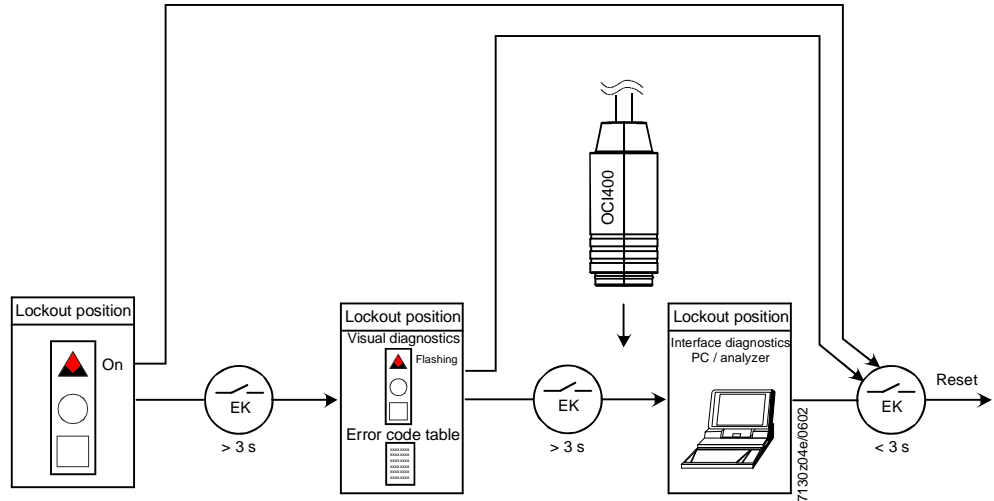 OCI400
Lockout position
On
EK
> 3 s
Lockout position
Visual diagnostics
Flashing
Error code table
EK
> 3 s
Lockout position
Interface diagnostics
PC / analyzer
7130z04e/0602
EK
< 3 s
Reset